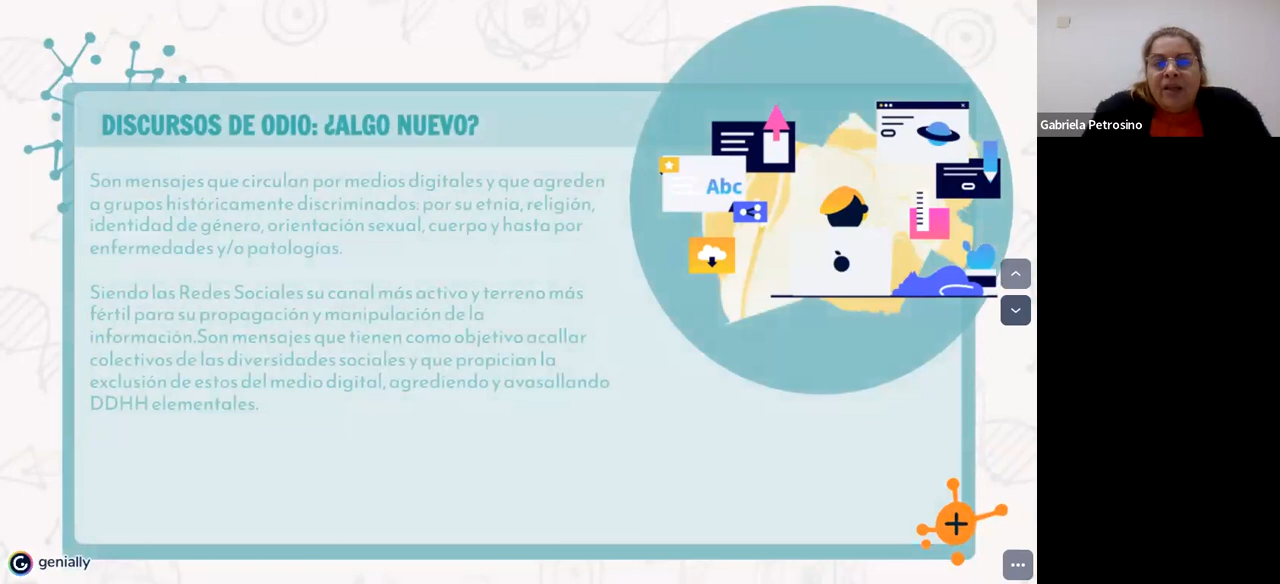 DISCURSOS DE ODIO: ¿ALGO NUEVO?
Son mensajes que circulan por medios digitales y que agreden
a grupos históricamente discriminados: por su etnia, religión,
identidad de género, orientación sexual, cuerpo y hasta por
enfermedades y/o patologías.
Siendo las Redes Sociales su canal más activo y terreno más
fértil para su propagación y manipulación de la
información.Son mensajes que tienen como objetivo acallar
colectivos de las diversidades sociales y que propician la
exclusión de estos del medio digital, agrediendo y avasallando
DDHH elementales.
Abc
genially
Gabriela Petrosino